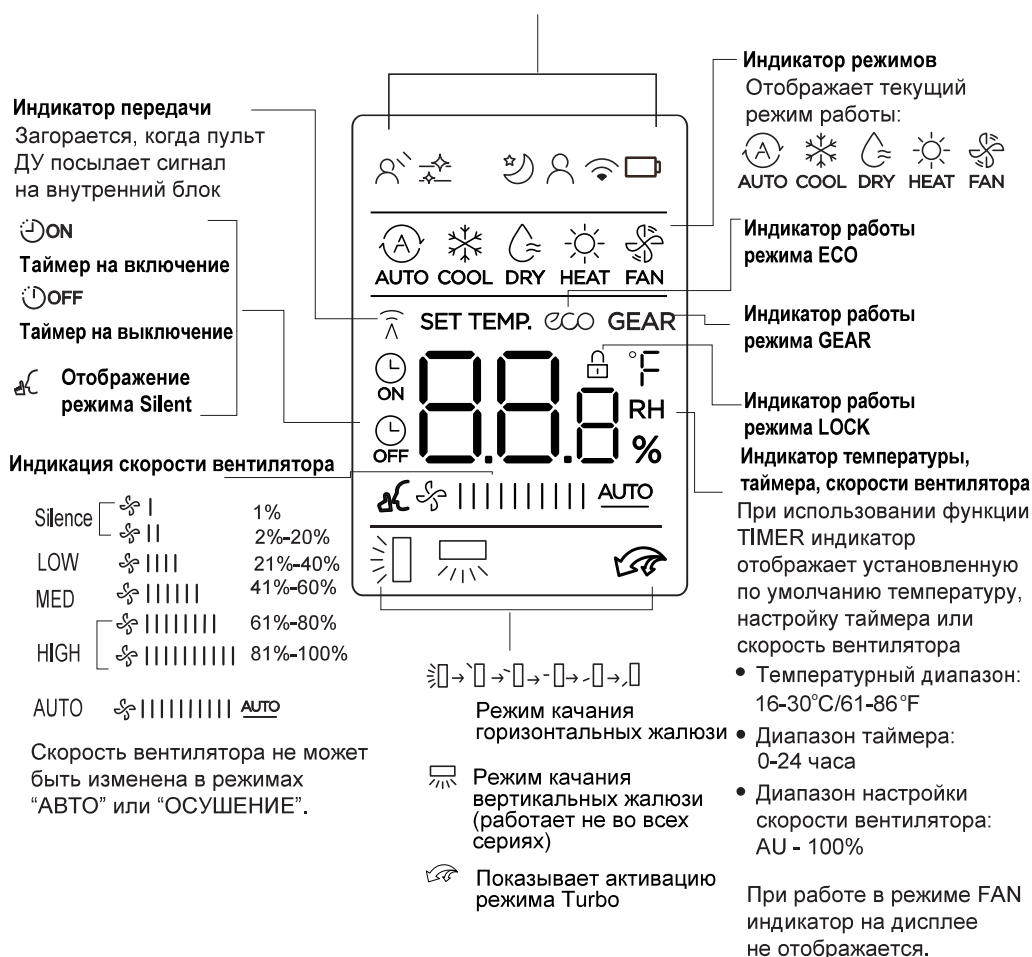 Индикатор передачи
Загорается, когда пульт
ДУ посылает сигнал
на внутренний блок
ON
Таймер на включение
OFF
Таймер на выключение
Отображение
режима Silent
Индикация скорости вентилятора
Silence
1%
2%-20%
LOW
21%-40%
MED
41%-60%
61%-80%
HIGH
81%-100%
AUTO
AUTO
Скорость вентилятора не может
быть изменена в режимах
“АВТО” или “ОСУШЕНИЕ”.
A
AUTO COOL DRY HEAT FAN
SET TEMP. eco GEAR
ON
88.8
°F
RH
OFF
%
AUTO
Режим качания
горизонтальных жалюзи
Режим качания
вертикальных жалюзи
(работает не во всех
сериях)
Показывает активацию
режима Turbo
Индикатор режимов
Отображает текущий
режим работы:
A
AUTO COOL DRY HEAT FAN
Индикатор работы
режима ECO
Индикатор работы
режима GEAR
Индикатор работы
режима LOCK
Индикатор температуры,
таймера, скорости вентилятора
При использовании функции
TIMER индикатор
отображает установленную
по умолчанию температуру,
настройку таймера или
скорость вентилятора
• Температурный диапазон:
16-30°C/61-86°F
• Диапазон таймера:
0-24 часа
• Диапазон настройки
скорости вентилятора:
AU - 100%
При работе в режиме FAN
индикатор на дисплее
не отображается.